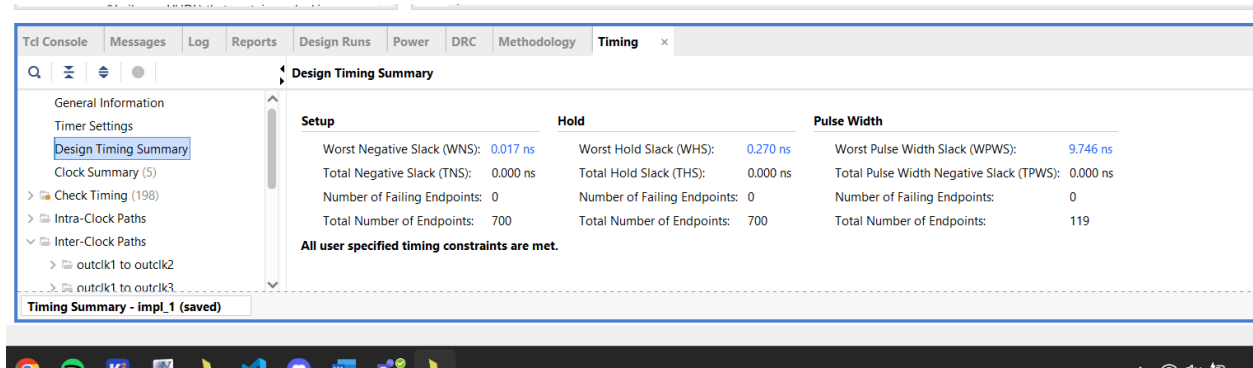 Tcl Console Messages Log Reports Design Runs Power DRC Methodology Timing ×
Design Timing Summary
General Information
Timer Settings
Design Timing Summary
Clock Summary (5)
Check Timing (198)
Intra-Clock Paths
Inter-Clock Paths
outclk1 to outclk2
outclk1 to outclk3
Setup Hold Pulse Width
Worst Negative Slack (WNS): 0.017 ns Worst Hold Slack (WHS): 0.270 ns Worst Pulse Width Slack (WPWS): 9.746 ns
Total Negative Slack (TNS): 0.000 ns Total Hold Slack (THS): 0.000 ns Total Pulse Width Negative Slack (TPWS): 0.000 ns
Number of Failing Endpoints: 0 Number of Failing Endpoints: 0 Number of Failing Endpoints: 0
Total Number of Endpoints: 700 Total Number of Endpoints: 700 Total Number of Endpoints: 119
All user specified timing constraints are met.
Timing Summary - impl_1 (saved)